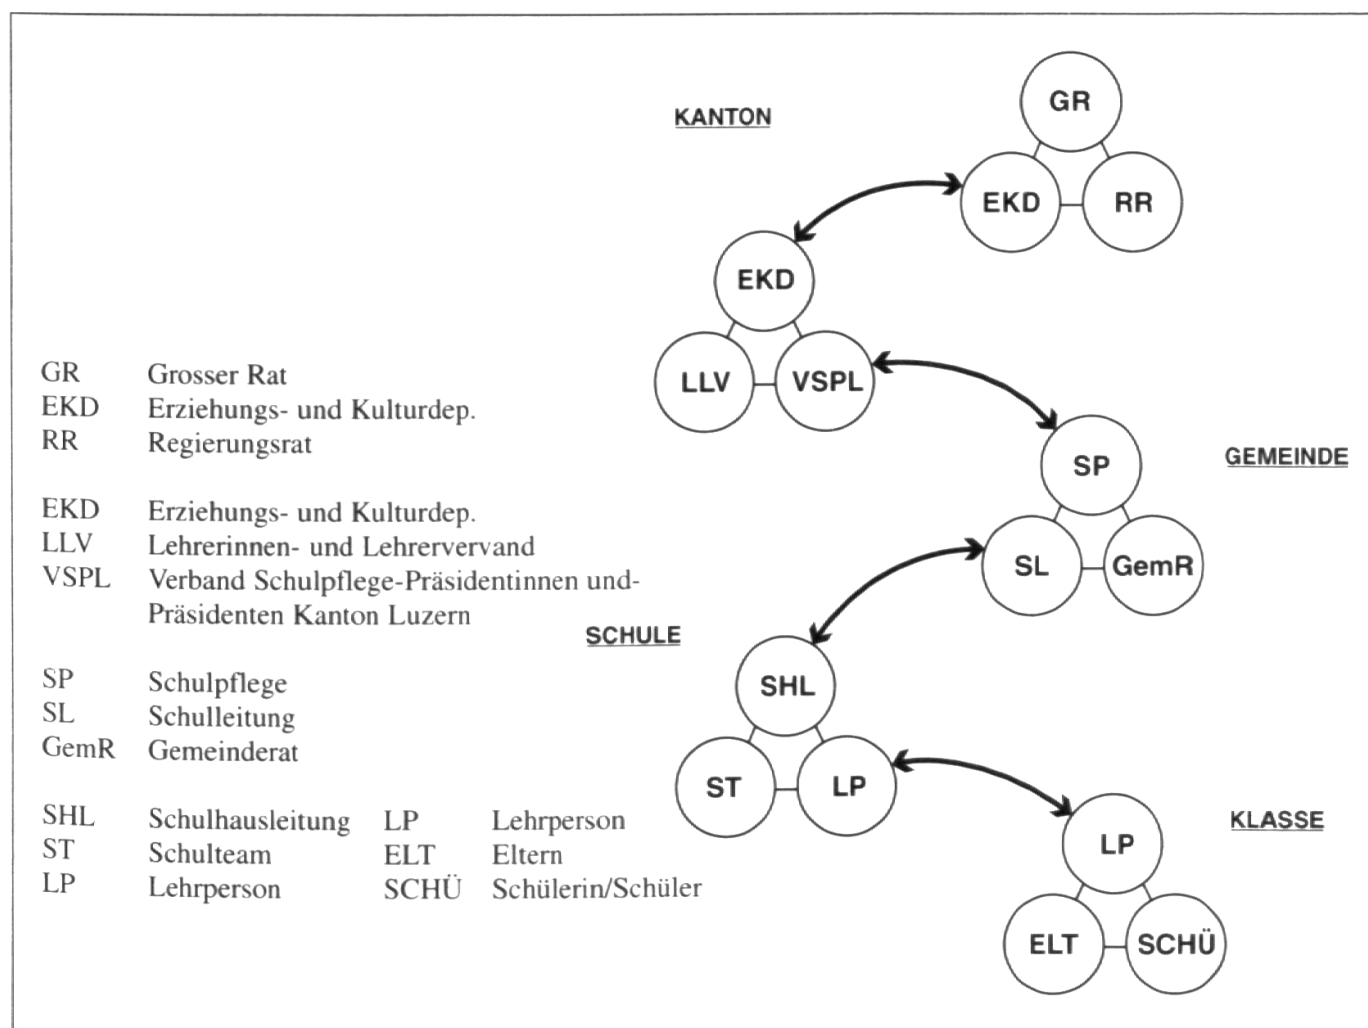 KANTON
GR
EKD RR
EKD
LLV VSPL
GR Grosser Rat
EKD Erziehungs- und Kulturdep.
RR Regierungsrat
SP
GEMEINDE
SL GemR
EKD Erziehungs- und Kulturdep.
LLV Lehrerinnen- und Lehrervervand
VSPL Verband Schulpflege-Präsidentinnen und-
Präsidenten Kanton Luzern
SCHULE
SHL
ST LP
SP Schulpflege
SL Schulleitung
GemR Gemeinderat
KLASSE
LP
ELT SCHÜ
SHL Schulhausleitung LP Lehrperson
ST Schulteam ELT Eltern
LP Lehrperson SCHÜ Schülerin/Schüler